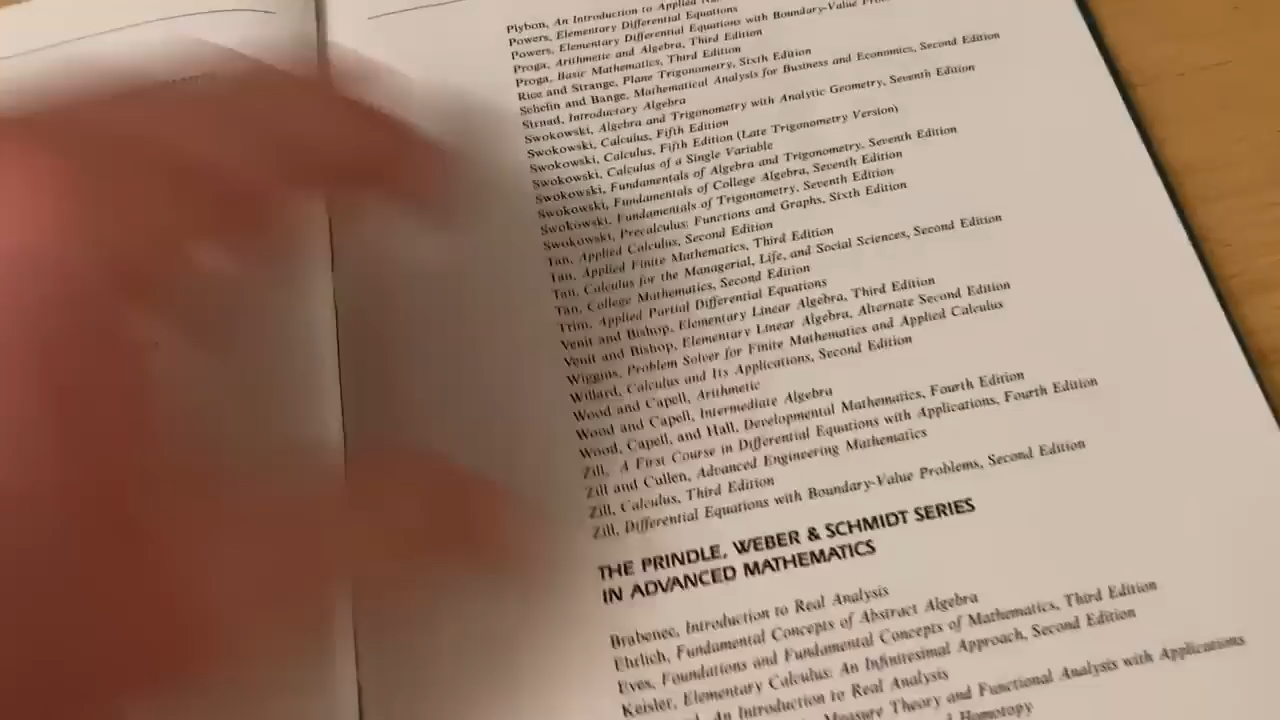 Plybon, An Introduction to Applied
Powers, Elementary Differential Equations
Powers, Elementary Differential Equations with Boundary-Value
Proga, Arithmetic and Algebra, Third Edition
Proga, Basic Mathematics, Third Edition
Rice and Strange, Plane Trigonometry, Sixth Edition
Schelin and Bange, Mathematical Analysis for Business and Economics, Second Edition
Strnad, Introductory Algebra
Swokowski, Algebra and Trigonometry with Analytic Geometry, Seventh Edition
Swokowski, Calculus, Fifth Edition
Swokowski, Calculus, Fifth Edition (Late Trigonometry Version)
Swokowski, Calculus of a Single Variable
Swokowski, Fundamentals of Algebra and Trigonometry, Seventh Edition
Swokowski, Fundamentals of College Algebra, Seventh Edition
Swokowski, Fundamentals of Trigonometry, Seventh Edition
Swokowski, Precalculus: Functions and Graphs, Sixth Edition
Tan, Applied Calculus, Second Edition
Tan, Applied Finite Mathematics, Third Edition
Tan, Calculus for the Managerial, Life, and Social Sciences, Second Edition
Tan, College Mathematics, Second Edition
Trim, Applied Partial Differential Equations
Venit and Bishop, Elementary Linear Algebra, Third Edition
Venit and Bishop, Elementary Linear Algebra, Alternate Second Edition
Wiggins, Problem Solver for Finite Mathematics and Applied Calculus
Willard, Calculus and Its Applications, Second Edition
Wood and Capell, Arithmetic
Wood and Capell, Intermediate Algebra
Wood, Capell, and Hall, Developmental Mathematics, Fourth Edition
Zill, A First Course in Differential Equations with Applications, Fourth Edition
Zill and Cullen, Advanced Engineering Mathematics
Zill, Calculus, Third Edition
Zill, Differential Equations with Boundary-Value Problems, Second Edition
THE PRINDLE, WEBER & SCHMIDT SERIES
IN ADVANCED MATHEMATICS
Brabenec, Introduction to Real Analysis
Ehrlich, Fundamental Concepts of Abstract Algebra
Eves, Foundations and Fundamental Concepts of Mathematics, Third Edition
Keisler, Elementary Calculus: An Infinitesimal Approach, Second Edition
An Introduction to Real Analysis
Measure Theory and Functional Analysis with Applications
Homotopy